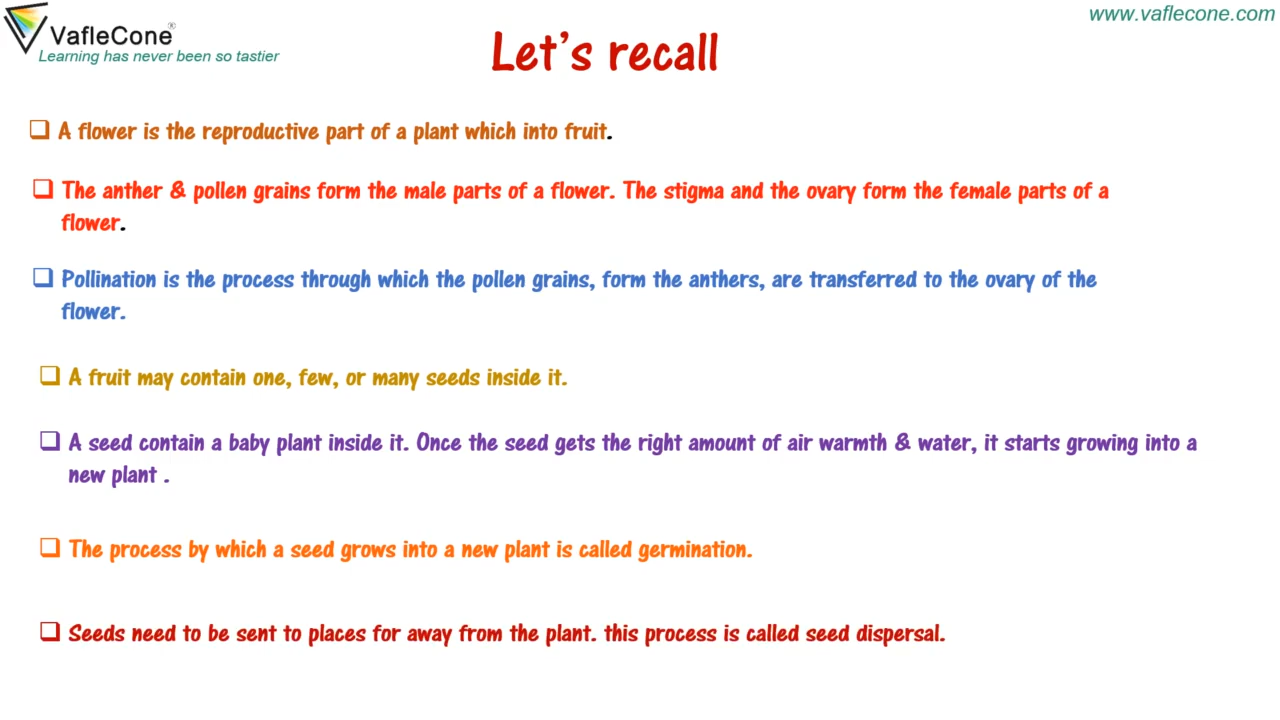 VafleCone®
Learning has never been so tastier
www.vaflecone.com
Let's recall
❑ A flower is the reproductive part of a plant which into fruit.
❑ The anther & pollen grains form the male parts of a flower. The stigma and the ovary form the female parts of a
flower.
❑ Pollination is the process through which the pollen grains, form the anthers, are transferred to the ovary of the
flower.
❑ A fruit may contain one, few, or many seeds inside it.
❑ A seed contain a baby plant inside it. Once the seed gets the right amount of air warmth & water, it starts growing into a
new plant .
❑ The process by which a seed grows into a new plant is called germination.
❑ Seeds need to be sent to places for away from the plant. this process is called seed dispersal.